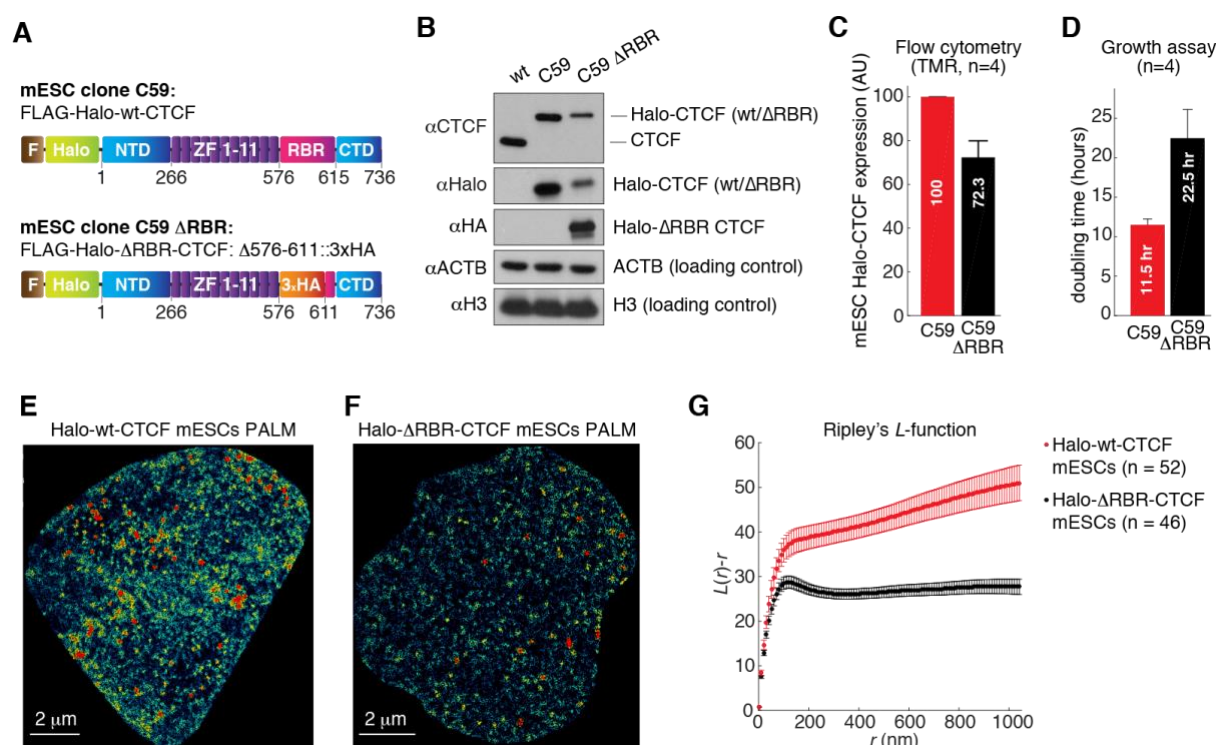 A
mESC clone C59:
FLAG-Halo-wt-CTCF
F Halo NTD ZF 1-11 RBR CTD
1 266 576 615 736
mESC clone C59 ΔRBR:
FLAG-Halo-ΔRBR-CTCF: Δ576-611::3xHA
F Halo NTD ZF 1-11 3xHA CTD
1 266 576 611 736
B
wt C59 C59 ΔRBR
αCTCF
Halo-CTCF (wt/ΔRBR)
CTCF
αHalo Halo-CTCF (wt/ΔRBR)
αHA Halo-ΔRBR CTCF
αACTB ACTB (loading control)
αH3 H3 (loading control)
C
Flow cytometry
(TMR, n=4)
mESC Halo-CTCF expression (AU)
100
80
60
40
20
0
100
72.3
C59 C59
ΔRBR
D
Growth assay
(n=4)
doubling time (hours)
25
20
15
10
5
0
11.5 hr
22.5 hr
C59 C59
ΔRBR
E
Halo-wt-CTCF mESCs PALM
2 μm
F
Halo-ΔRBR-CTCF mESCs PALM
2 μm
G
Ripley's L-function
L(r)-r
60
50
40
30
20
10
0
0 200 400 600 800 1000
r (nm)
Halo-wt-CTCF
mESCs (n = 52)
Halo-ΔRBR-CTCF
mESCs (n = 46)